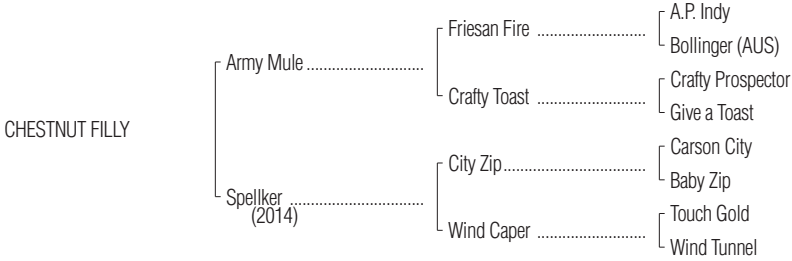 A.P. Indy
Friesan Fire ..........................
Bollinger (AUS)
Army Mule ............................
Crafty Prospector
Crafty Toast ..........................
Give a Toast
CHESTNUT FILLY
Carson City
City Zip..................................
Baby Zip
Spellker ................................
(2014)
Touch Gold
Wind Caper ..........................
Wind Tunnel